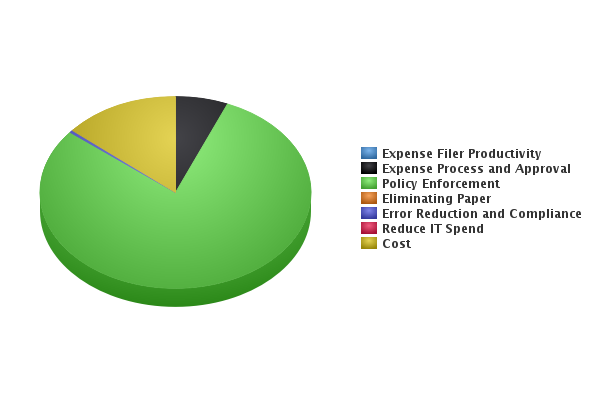 Expense Filer Productivity
Expense Process and Approval
Policy Enforcement
Eliminating Paper
Error Reduction and Compliance
Reduce IT Spend
Cost